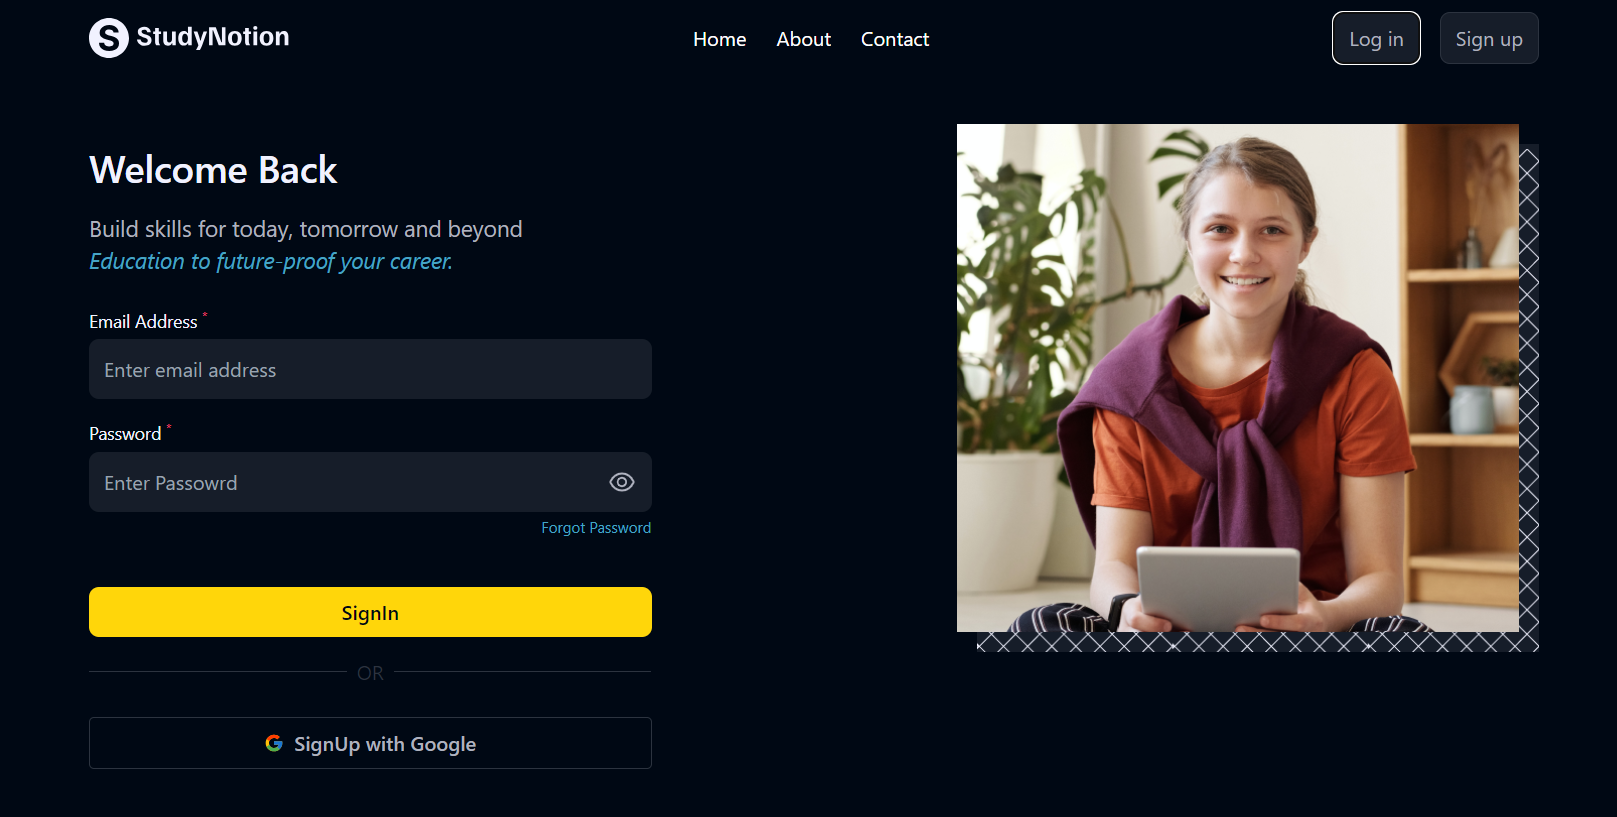 S StudyNotion
Home About Contact
Log in Sign up
Welcome Back
Build skills for today, tomorrow and beyond
Education to future-proof your career.
Email Address *
Enter email address
Password *
Enter Passowrd
Forgot Password
SignIn
OR
SignUp with Google